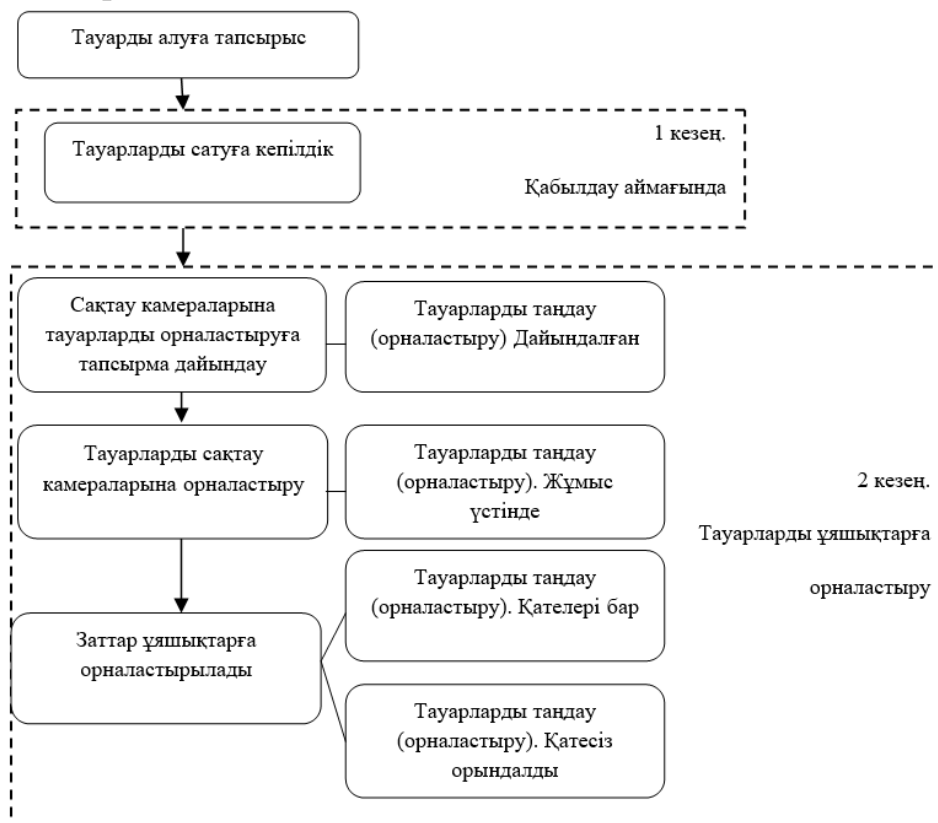 Тауарды алуға тапсырыс
Тауарларды сатуға кепілдік
1 кезең.
Қабылдау аймағында
Сақтау камераларына
тауарларды орналастыруға
тапсырма дайындау
Тауарларды таңдау
(орналастыру) Дайындалған
Тауарларды сақтау
камераларына орналастыру
Тауарларды таңдау
(орналастыру). Жұмыс
үстінде
2 кезең.
Тауарларды ұяшықтарға
орналастыру
Тауарларды таңдау
(орналастыру). Қателері бар
Заттар ұяшықтарға
орналастырылады
Тауарларды таңдау
(орналастыру). Қатесіз
орындалды